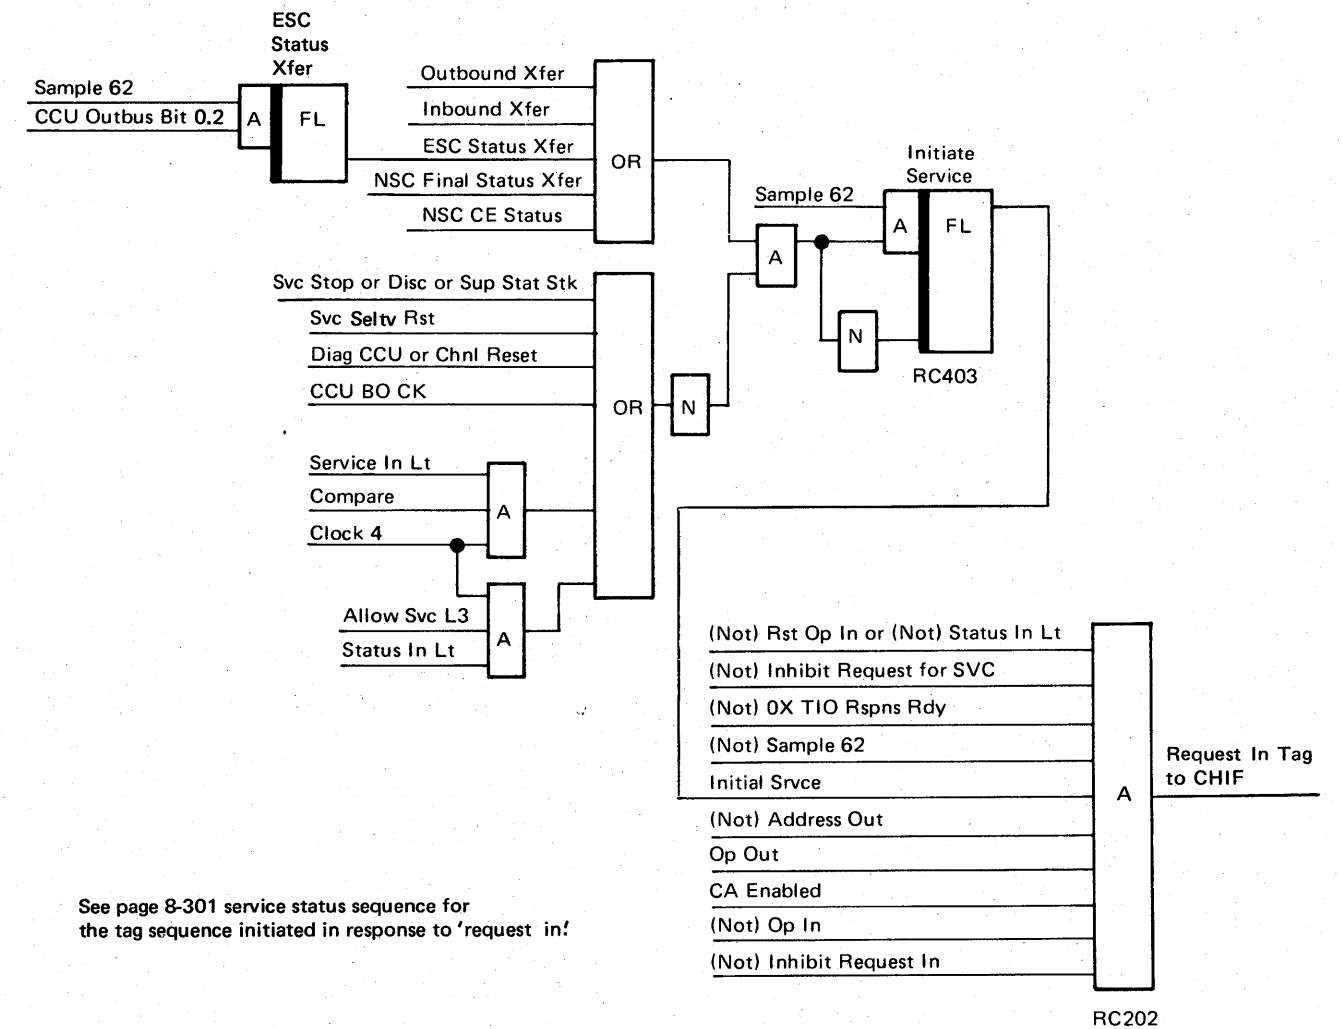 ESC
Status
Xfer
Sample 62
CCU Outbus Bit 0.2
A
FL
Outbound Xfer
Inbound Xfer
ESC Status Xfer
NSC Final Status Xfer
NSC CE Status
OR
Initiate
Service
Sample 62
A
FL
A
N
RC403
Svc Stop or Disc or Sup Stat Stk
Svc Seltv Rst
Diag CCU or Chnl Reset
CCU BO CK
OR
N
Service In Lt
Compare
Clock 4
A
Allow Svc L3
Status In Lt
A
(Not) Rst Op In or (Not) Status In Lt
(Not) Inhibit Request for SVC
(Not) 0X TIO Rspns Rdy
(Not) Sample 62
Initial Srvce
(Not) Address Out
Op Out
CA Enabled
(Not) Op In
(Not) Inhibit Request In
A
Request In Tag
to CHIF
RC202
See page 8-301 service status sequence for
the tag sequence initiated in response to 'request in.'